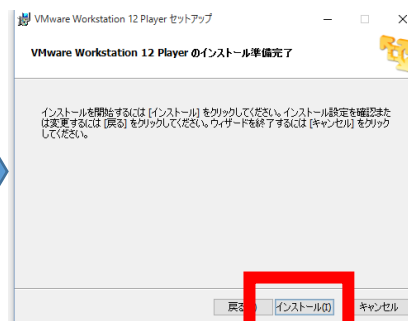 VMware Workstation 12 Player セットアップ
VMware Workstation 12 Player のインストール準備完了
インストールを開始するには [インストール] をクリックしてください。インストール設定を確認また
は変更するには [戻る] をクリックしてください。ウィザードを終了するには [キャンセル] をクリック
してください。
インストール(I) キャンセル